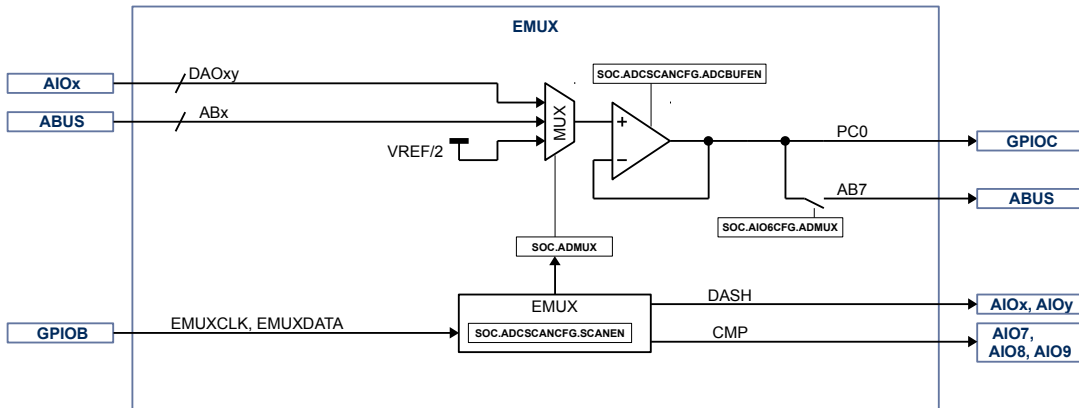 EMUX
AIOx
DAOxy
SOC.ADCSCANCFG.ADCBUFEN
ABUS
ABx
MUX
+
PC0
GPIOC
VREF/2
−
AB7
ABUS
SOC.AIO6CFG.ADMUX
SOC.ADMUX
EMUX
DASH
AIOx, AIOy
GPIOB
EMUXCLK, EMUXDATA
SOC.ADCSCANCFG.SCANEN
CMP
AIO7,
AIO8, AIO9